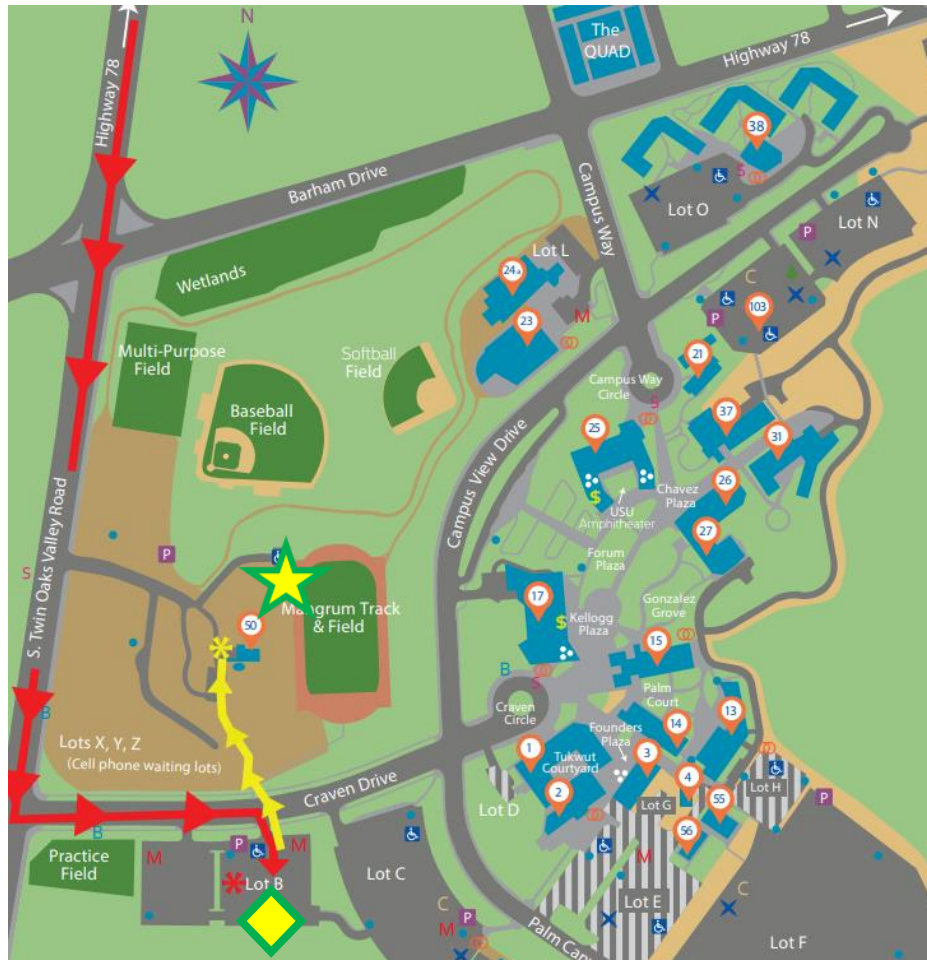 N
The
QUAD
Highway 78
Highway 78
38
Barham Drive
Campus Way
S
Lot O
Lot N
P
Wetlands
Lot L
24a
C
103
23
M
P
Multi-Purpose
Field
Softball
Field
21
Campus Way
Circle
S
Baseball
Field
37
25
31
Campus View Drive
26
Chavez
Plaza
$
USU
Amphitheater
27
P
Forum
Plaza
S
S. Twin Oaks Valley Road
17
Gonzalez
Grove
Mangrum Track
& Field
50
$
Kellogg
Plaza
15
B
S
Palm
Court
B
Craven
Circle
13
14
Founders
Plaza
Lots X, Y, Z
(Cell phone waiting lots)
1
Tukwut
Courtyard
3
4
Lot H
Craven Drive
2
Lot D
Lot G
55
P
B
56
P
M
M
M
Practice
Field
Lot B
Lot C
C
Lot E
C
P
M
Palm Can
Lot F